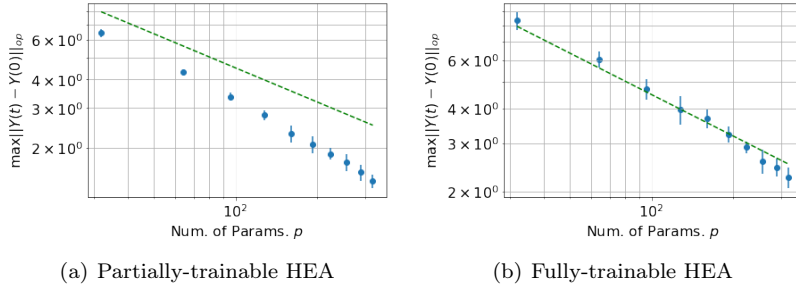 max||Y(t) − Y(0)||ₒₚ
6 × 10⁰
4 × 10⁰
3 × 10⁰
2 × 10⁰
10²
Num. of Params. p
(a) Partially-trainable HEA
max||Y(t) − Y(0)||ₒₚ
6 × 10⁰
4 × 10⁰
3 × 10⁰
2 × 10⁰
10²
Num. of Params. p
(b) Fully-trainable HEA